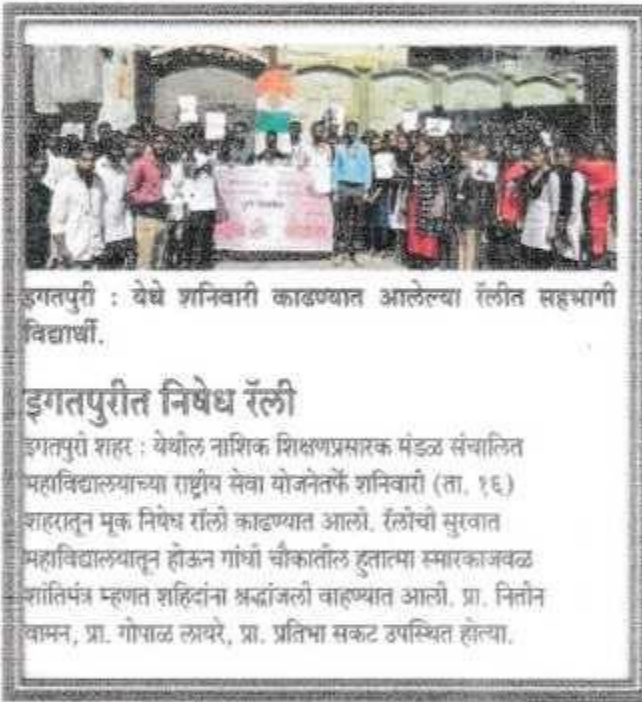 इगतपुरी : येथे शनिवारी काढण्यात आलेल्या रॅलीत सहभागी
विद्यार्थी.
इगतपुरीत निषेध रॅली
इगतपुरी शहर : येथील नाशिक शिक्षणप्रसारक मंडळ संचालित
महाविद्यालयाच्या राष्ट्रीय सेवा योजनेतर्फे शनिवारी (ता. १६)
शहरातून मूक निषेध रॅली काढण्यात आली. रॅलीची सुरवात
महाविद्यालयातून होऊन गांधी चौकातील हुतात्मा स्मारकाजवळ
शांतिमंत्र म्हणत शहिदांना श्रद्धांजली वाहण्यात आली. प्रा. नितीन
वामन, प्रा. गोपाळ लायरे, प्रा. प्रतिभा सकट उपस्थित होत्या.